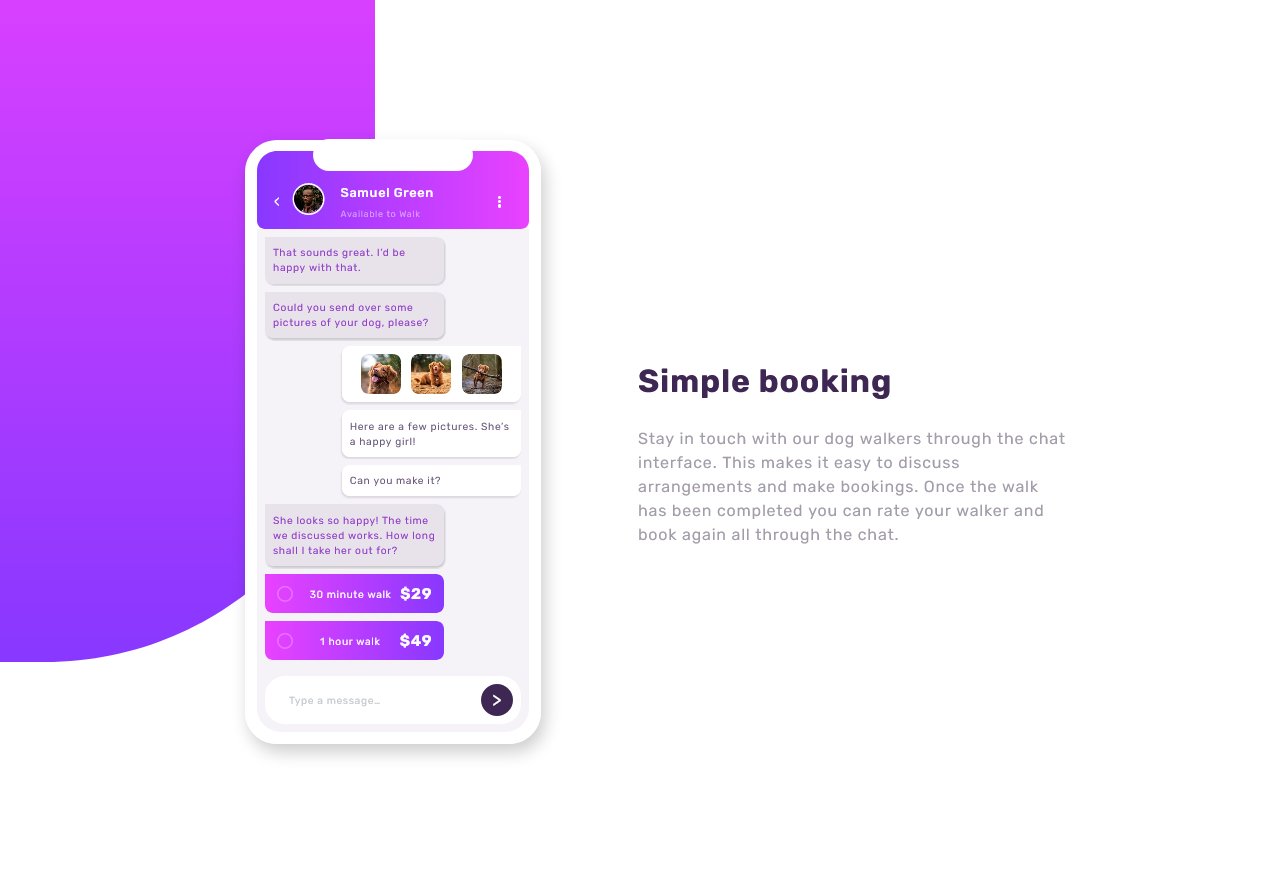 Samuel Green
Available to Walk
That sounds great. I'd be
happy with that.
Could you send over some
pictures of your dog, please?
Here are a few pictures. She's
a happy girl!
Can you make it?
She looks so happy! The time
we discussed works. How long
shall I take her out for?
30 minute walk $29
1 hour walk $49
Type a message…
Simple booking
Stay in touch with our dog walkers through the chat
interface. This makes it easy to discuss
arrangements and make bookings. Once the walk
has been completed you can rate your walker and
book again all through the chat.